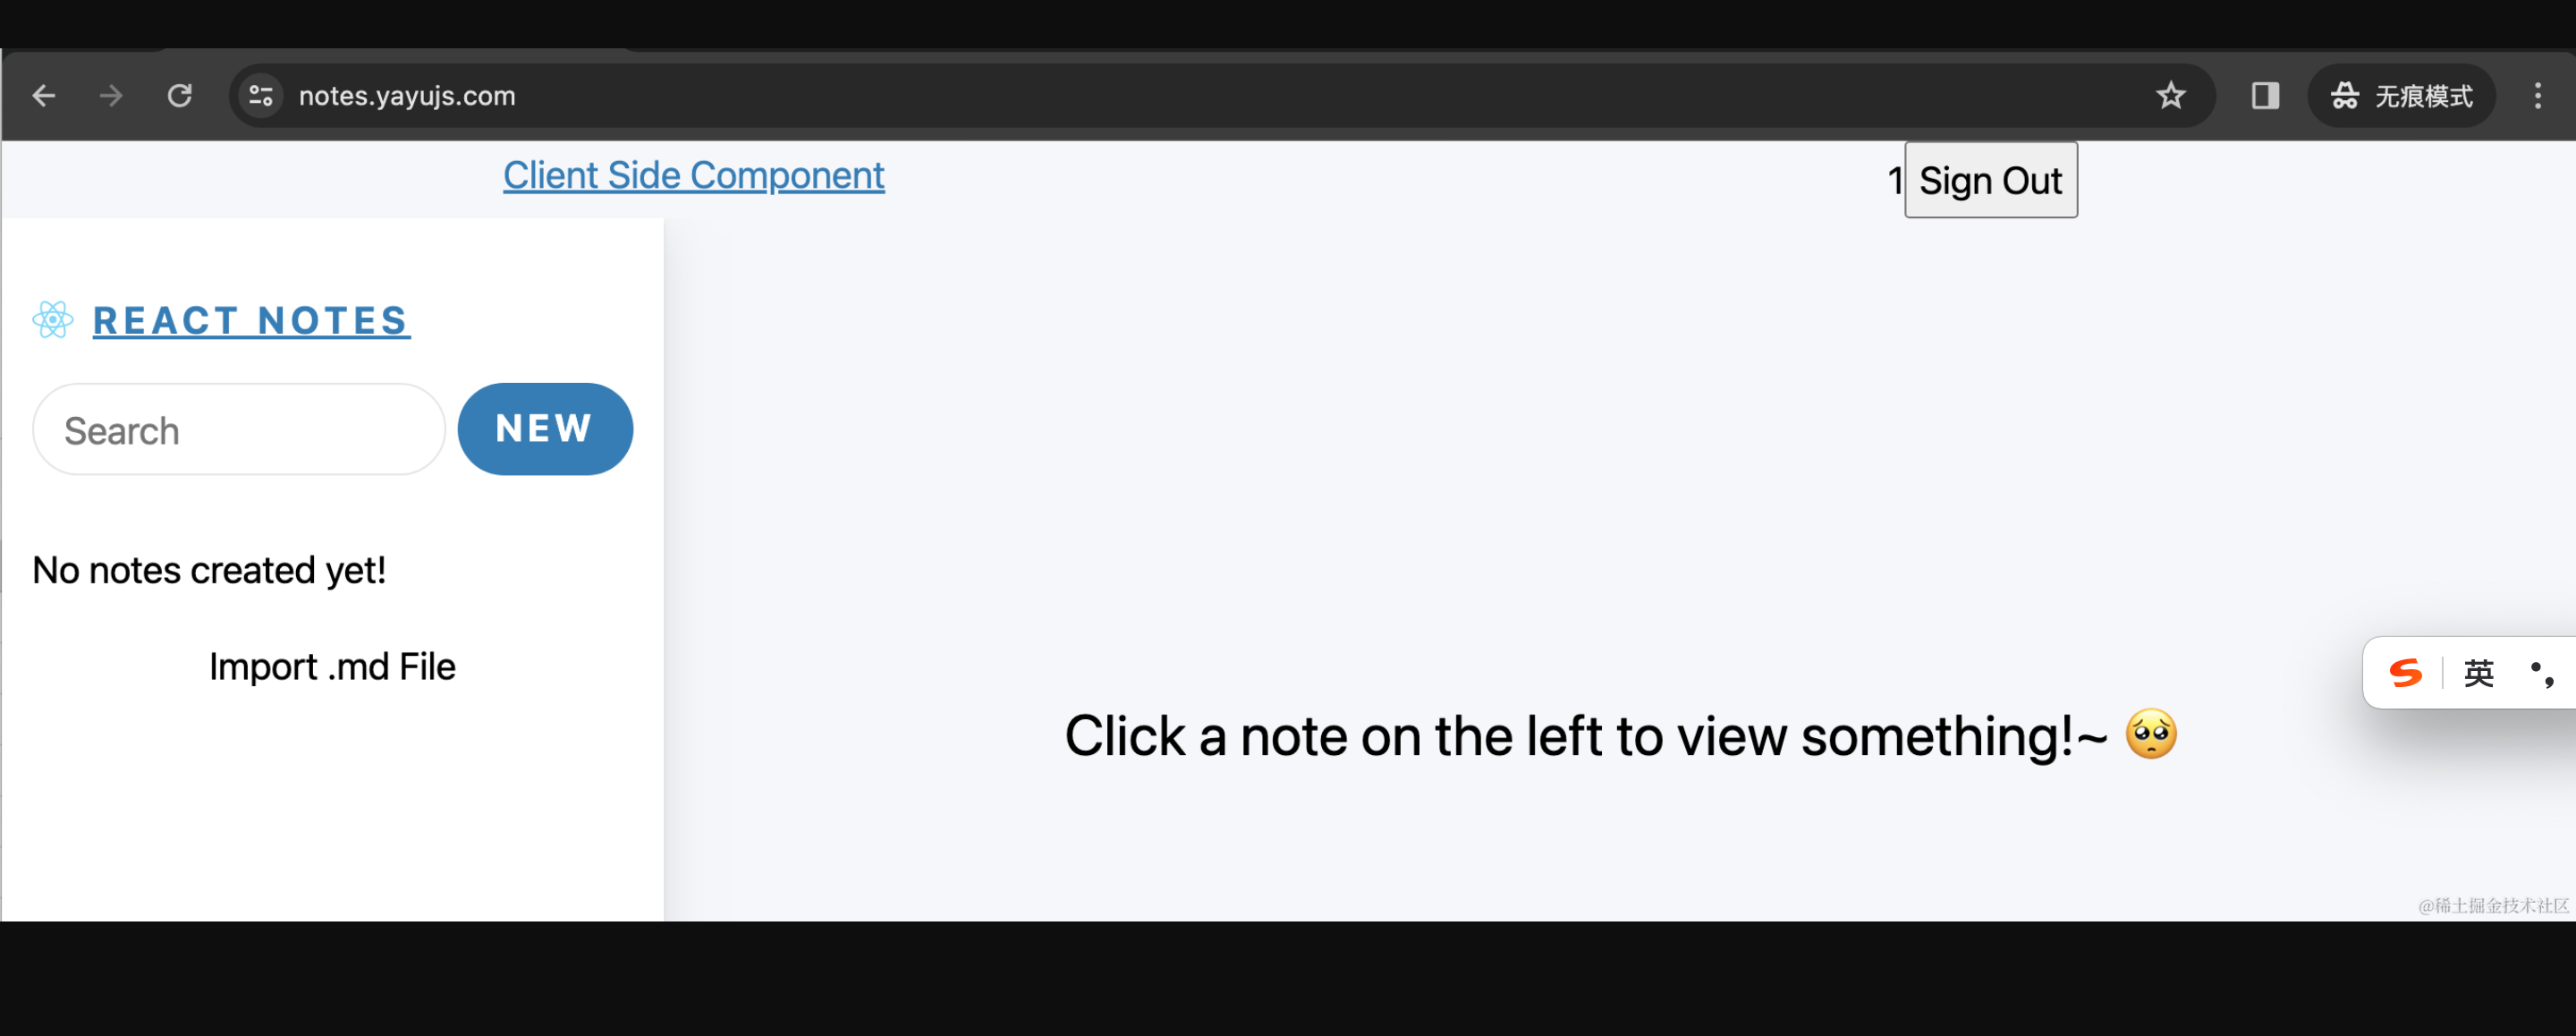 notes.yayujs.com
无痕模式
Client Side Component
1 Sign Out
REACT NOTES
Search
NEW
No notes created yet!
Import .md File
Click a note on the left to view something!~ 🥺
英
@稀土掘金技术社区